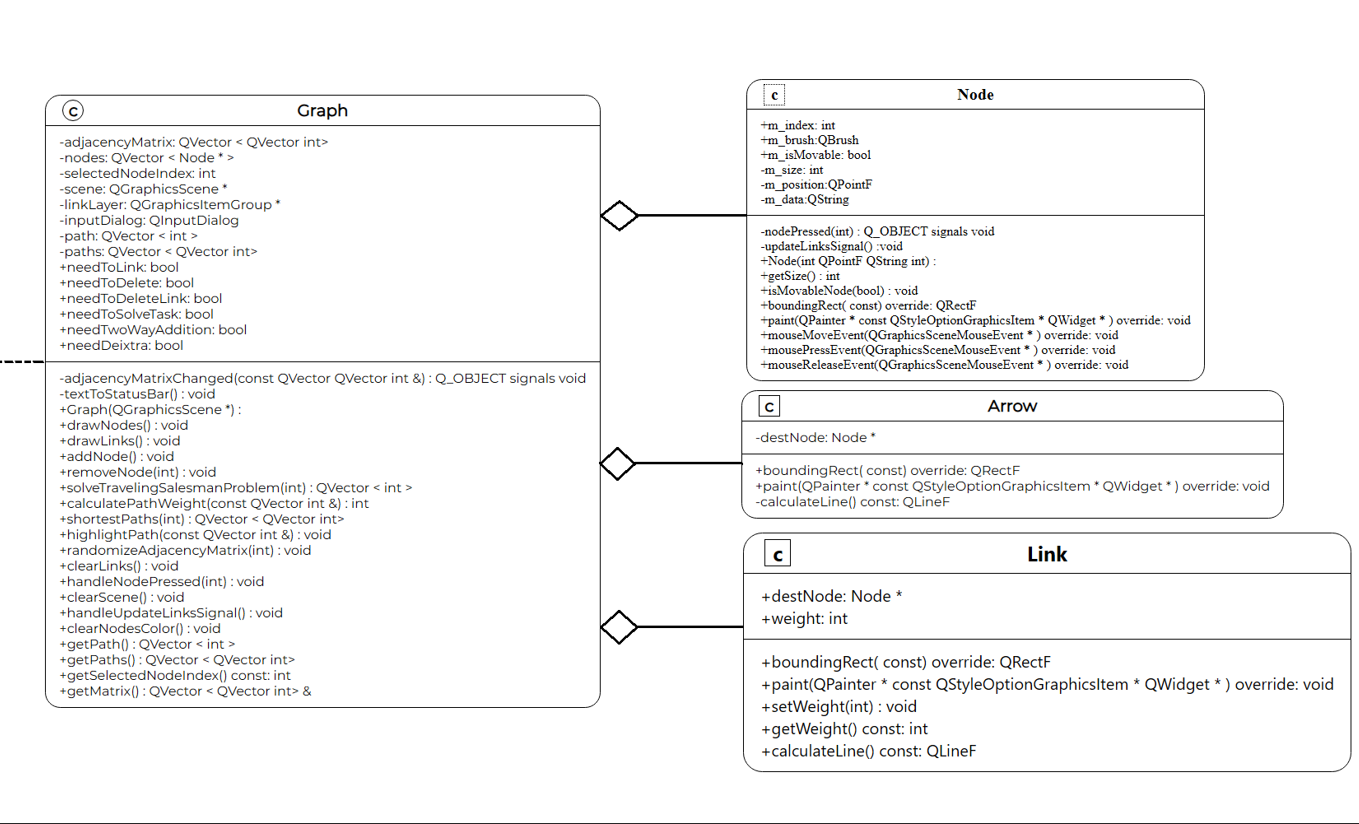 C
Graph
-adjacencyMatrix: QVector < QVector int>
-nodes: QVector < Node * >
-selectedNodeIndex: int
-scene: QGraphicsScene *
-linkLayer: QGraphicsItemGroup *
-inputDialog: QInputDialog
-path: QVector < int >
-paths: QVector < QVector int>
+needToLink: bool
+needToDelete: bool
+needToDeleteLink: bool
+needToSolveTask: bool
+needTwoWayAddition: bool
+needDeixtra: bool
-adjacencyMatrixChanged(const QVector QVector int &) : Q_OBJECT signals void
-textToStatusBar() : void
+Graph(QGraphicsScene *) :
+drawNodes() : void
+drawLinks() : void
+addNode() : void
+removeNode(int) : void
+solveTravelingSalesmanProblem(int) : QVector < int >
+calculatePathWeight(const QVector int &) : int
+shortestPaths(int) : QVector < QVector int>
+highlightPath(const QVector int &) : void
+randomizeAdjacencyMatrix(int) : void
+clearLinks() : void
+handleNodePressed(int) : void
+clearScene() : void
+handleUpdateLinksSignal() : void
+clearNodesColor() : void
+getPath() : QVector < int >
+getPaths() : QVector < QVector int>
+getSelectedNodeIndex() const: int
+getMatrix() : QVector < QVector int> &
c
Node
+m_index: int
+m_brush:QBrush
+m_isMovable: bool
-m_size: int
-m_position:QPointF
-m_data:QString
-nodePressed(int) : Q_OBJECT signals void
-updateLinksSignal() :void
+Node(int QPointF QString int) :
+getSize() : int
+isMovableNode(bool) : void
+boundingRect( const) override: QRectF
+paint(QPainter * const QStyleOptionGraphicsItem * QWidget * ) override: void
+mouseMoveEvent(QGraphicsSceneMouseEvent * ) override: void
+mousePressEvent(QGraphicsSceneMouseEvent * ) override: void
+mouseReleaseEvent(QGraphicsSceneMouseEvent * ) override: void
c
Arrow
-destNode: Node *
+boundingRect( const) override: QRectF
+paint(QPainter * const QStyleOptionGraphicsItem * QWidget * ) override: void
-calculateLine() const: QLineF
c
Link
+destNode: Node *
+weight: int
+boundingRect( const) override: QRectF
+paint(QPainter * const QStyleOptionGraphicsItem * QWidget * ) override: void
+setWeight(int) : void
+getWeight() const: int
+calculateLine() const: QLineF